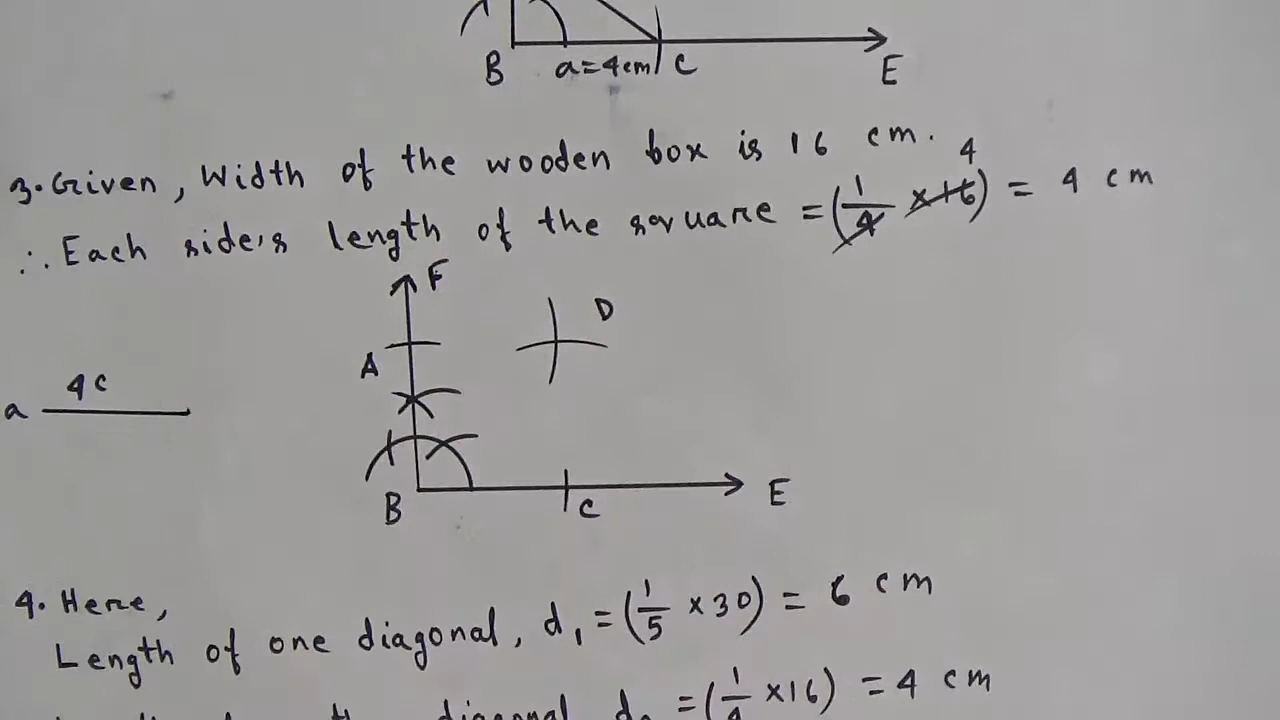 B a=4cm C E
3. Given, Width of the wooden box is 16 cm.
∴ Each side's length of the square = (1/4 × 16) 4 = 4 cm
F
D
A
a 4c
B C E
4. Here,
Length of one diagonal, d₁ = (1/5 × 30) = 6 cm
diagonal = (1/4 × 16) = 4 cm